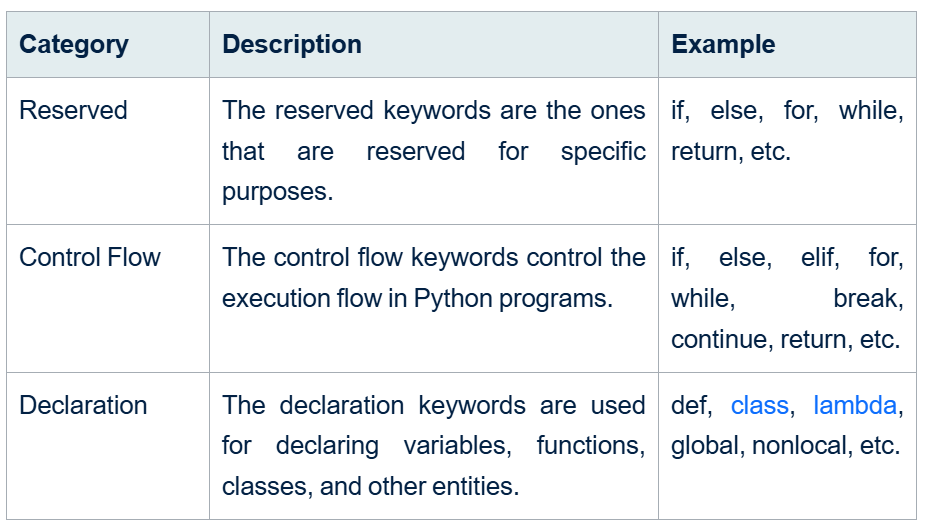 Category Description Example
Reserved
The reserved keywords are the ones
that are reserved for specific
purposes.
if, else, for, while,
return, etc.
Control Flow
The control flow keywords control the
execution flow in Python programs.
if, else, elif, for,
while, break,
continue, return, etc.
Declaration
The declaration keywords are used
for declaring variables, functions,
classes, and other entities.
def, class, lambda,
global, nonlocal, etc.